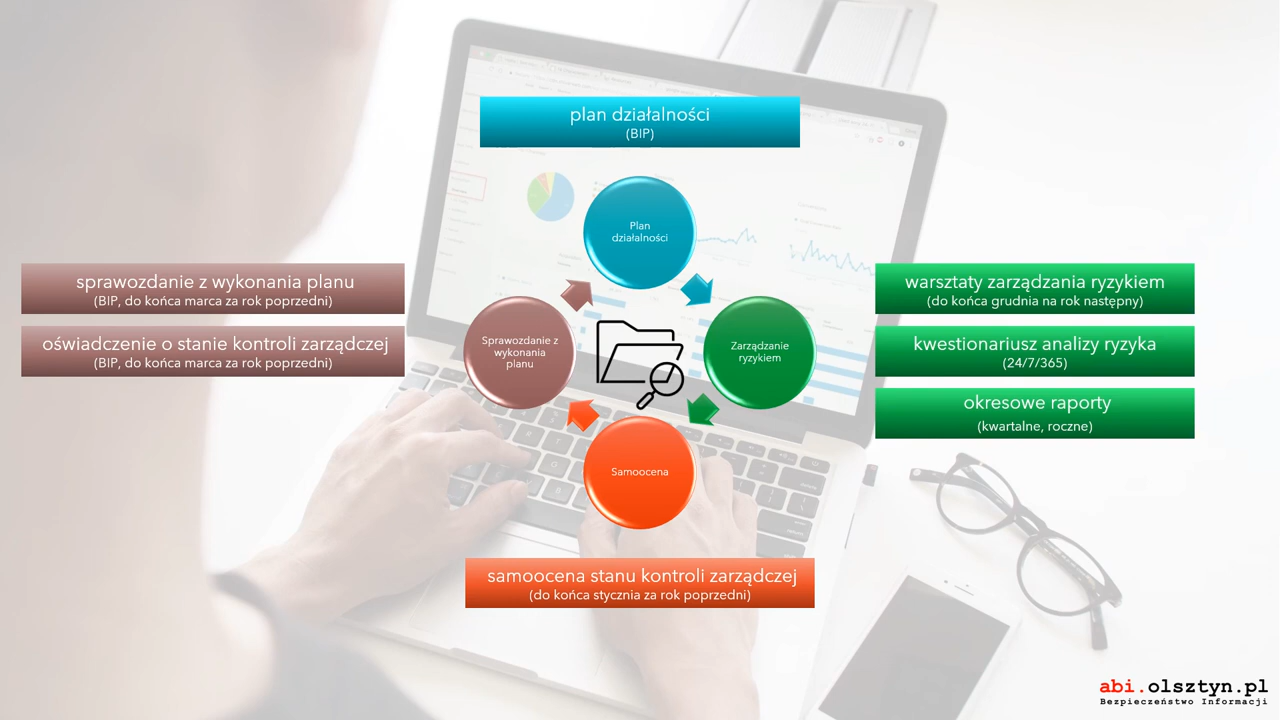 plan działalności
(BIP)
Plan
działalności
sprawozdanie z wykonania planu
(BIP, do końca marca za rok poprzedni)
oświadczenie o stanie kontroli zarządczej
(BIP, do końca marca za rok poprzedni)
Sprawozdanie z
wykonania
planu
Zarządzanie
ryzykiem
warsztaty zarządzania ryzykiem
(do końca grudnia na rok następny)
kwestionariusz analizy ryzyka
(24/7/365)
okresowe raporty
(kwartalne, roczne)
Samoocena
samoocena stanu kontroli zarządczej
(do końca stycznia za rok poprzedni)
abi.olsztyn.pl
Bezpieczeństwo Informacji